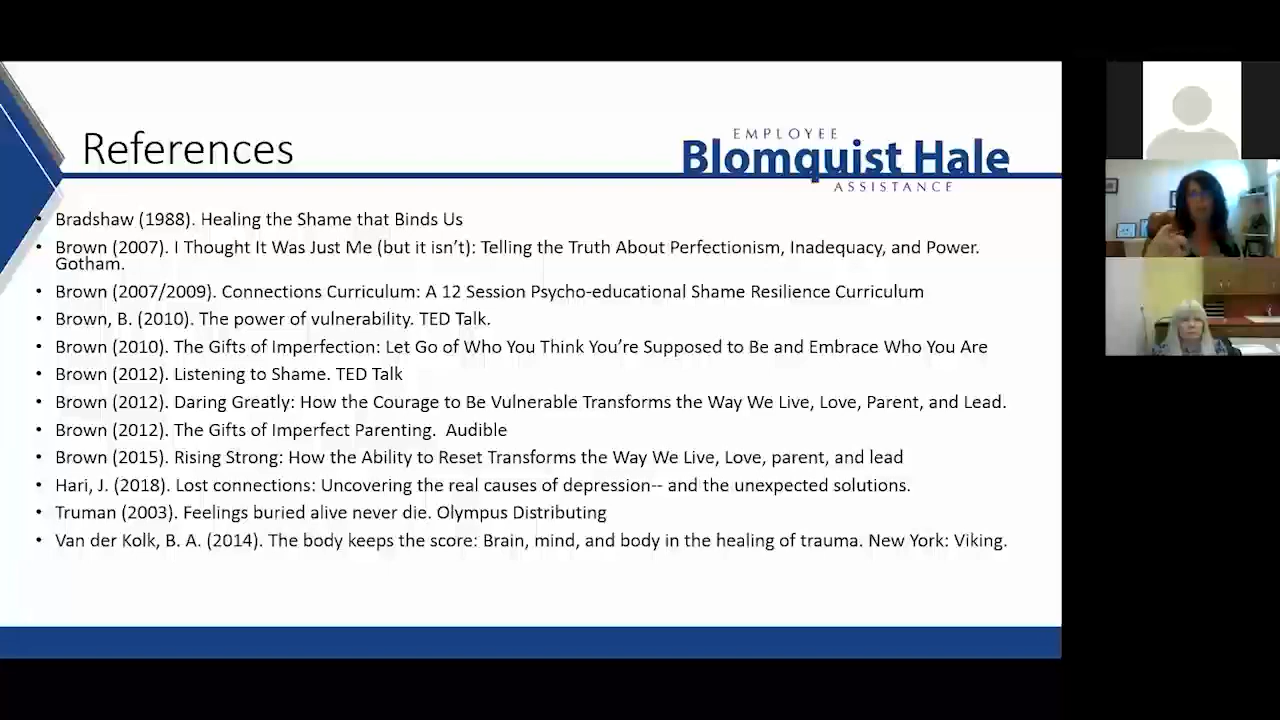 References
EMPLOYEE
Blomquist Hale
ASSISTANCE
• Bradshaw (1988). Healing the Shame that Binds Us
• Brown (2007). I Thought It Was Just Me (but it isn’t): Telling the Truth About Perfectionism, Inadequacy, and Power.
Gotham.
• Brown (2007/2009). Connections Curriculum: A 12 Session Psycho-educational Shame Resilience Curriculum
• Brown, B. (2010). The power of vulnerability. TED Talk.
• Brown (2010). The Gifts of Imperfection: Let Go of Who You Think You’re Supposed to Be and Embrace Who You Are
• Brown (2012). Listening to Shame. TED Talk
• Brown (2012). Daring Greatly: How the Courage to Be Vulnerable Transforms the Way We Live, Love, Parent, and Lead.
• Brown (2012). The Gifts of Imperfect Parenting.  Audible
• Brown (2015). Rising Strong: How the Ability to Reset Transforms the Way We Live, Love, parent, and lead
• Hari, J. (2018). Lost connections: Uncovering the real causes of depression-- and the unexpected solutions.
• Truman (2003). Feelings buried alive never die. Olympus Distributing
• Van der Kolk, B. A. (2014). The body keeps the score: Brain, mind, and body in the healing of trauma. New York: Viking.